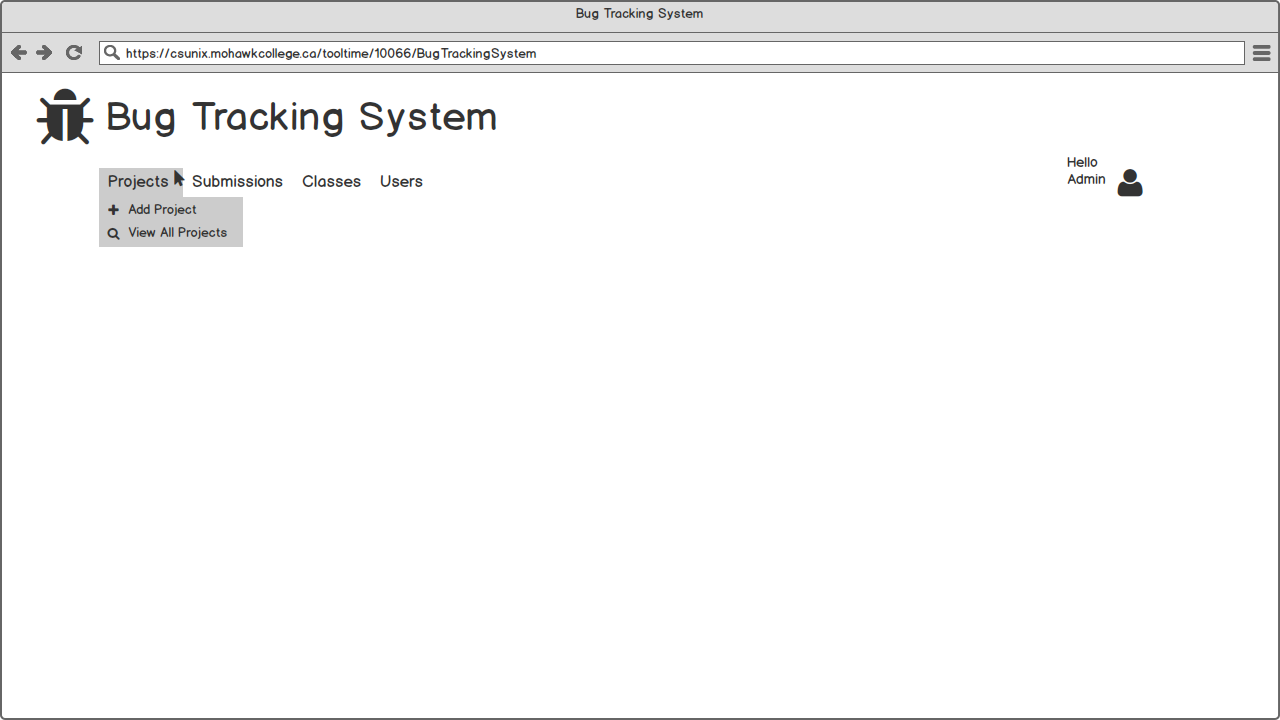 Bug Tracking System
https://csunix.mohawkcollege.ca/tooltime/10066/BugTrackingSystem
Bug Tracking System
Hello
Admin
Projects Submissions Classes Users
Add Project
View All Projects